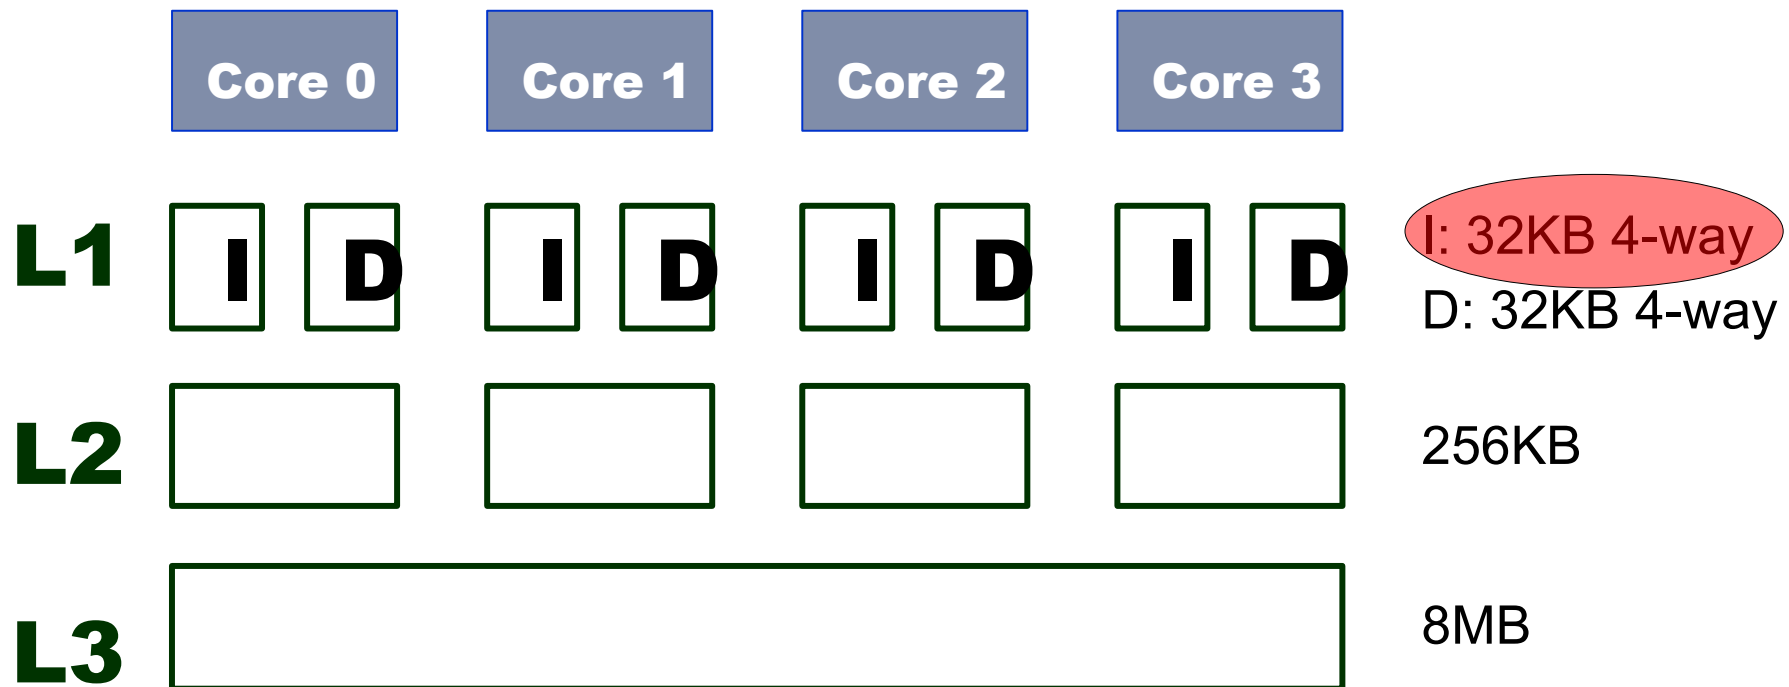 Core 0 Core 1 Core 2 Core 3
L1 I D I D I D I D I: 32KB 4-way
D: 32KB 4-way
L2 256KB
L3 8MB